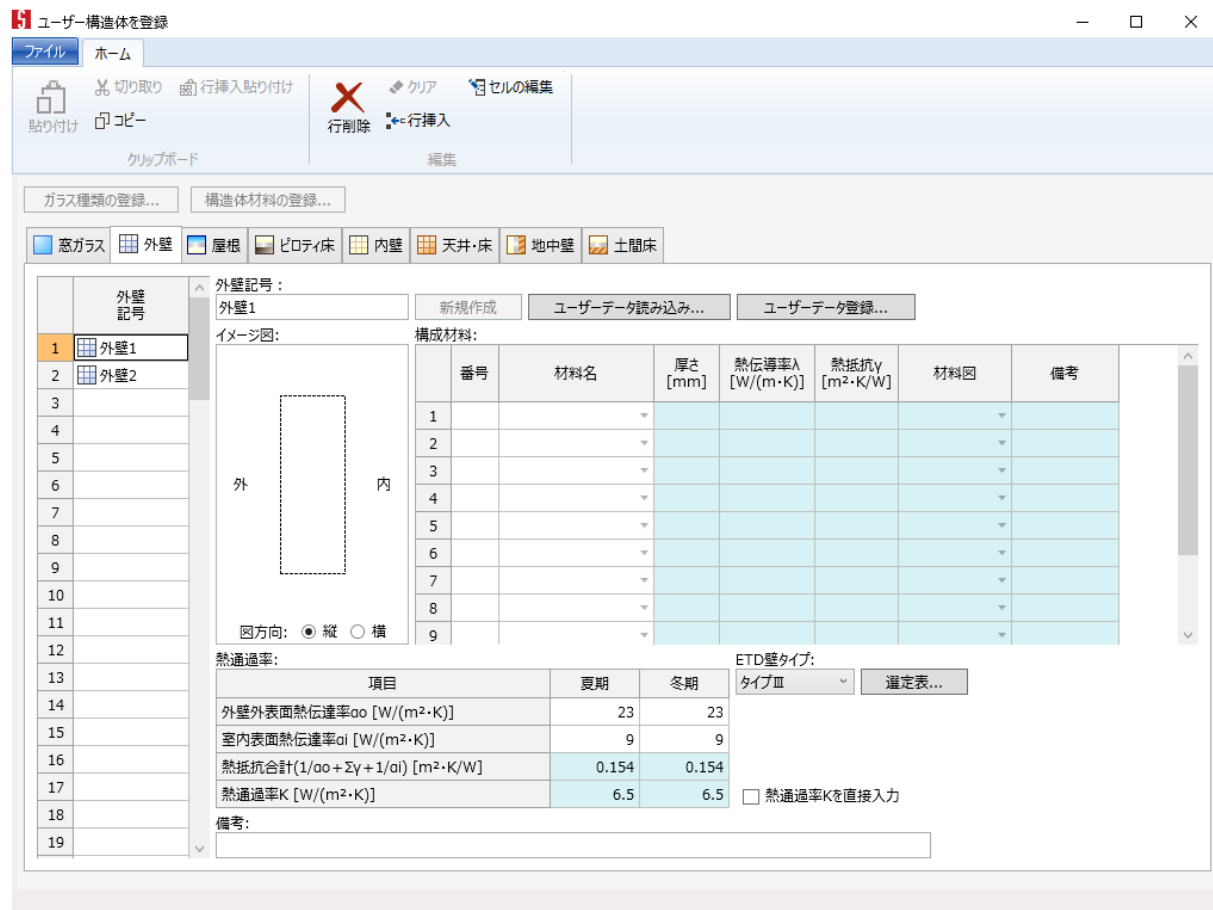 ユーザー構造体を登録
ファイル ホーム
切り取り 行挿入貼り付け クリア セルの編集
貼り付け コピー 行削除 行挿入
クリップボード 編集
ガラス種類の登録... 構造体材料の登録...
窓ガラス 外壁 屋根 ピロティ床 内壁 天井・床 地中壁 土間床
外壁記号：
外壁1 新規作成 ユーザーデータ読み込み... ユーザーデータ登録...
外壁
記号
1 外壁1
2 外壁2
3
4
5
6
7
8
9
10
11
12
13
14
15
16
17
18
19
イメージ図:
外 内
図方向: 縦 横
構成材料:
番号 材料名 厚さ [mm] 熱伝導率λ [W/(m・K)] 熱抵抗γ [m²・K/W] 材料図 備考
1
2
3
4
5
6
7
8
9
熱通過率:
項目 夏期 冬期
外壁外表面熱伝達率αo [W/(m²・K)] 23 23
室内表面熱伝達率αi [W/(m²・K)] 9 9
熱抵抗合計(1/αo+Σγ+1/αi) [m²・K/W] 0.154 0.154
熱通過率K [W/(m²・K)] 6.5 6.5
ETD壁タイプ:
タイプⅢ 選定表...
熱通過率Kを直接入力
備考: